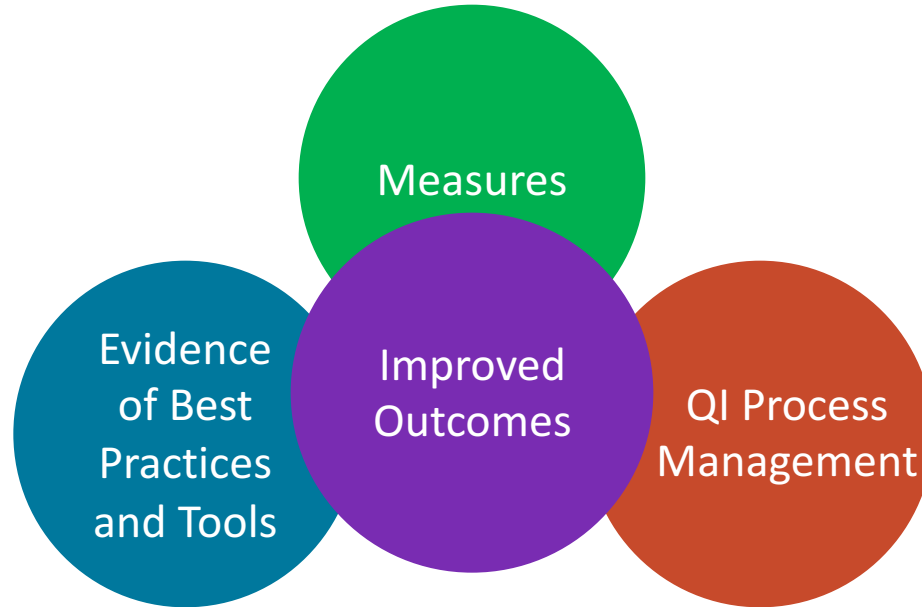 Measures
Evidence
of Best
Practices
and Tools
Improved
Outcomes
QI Process
Management